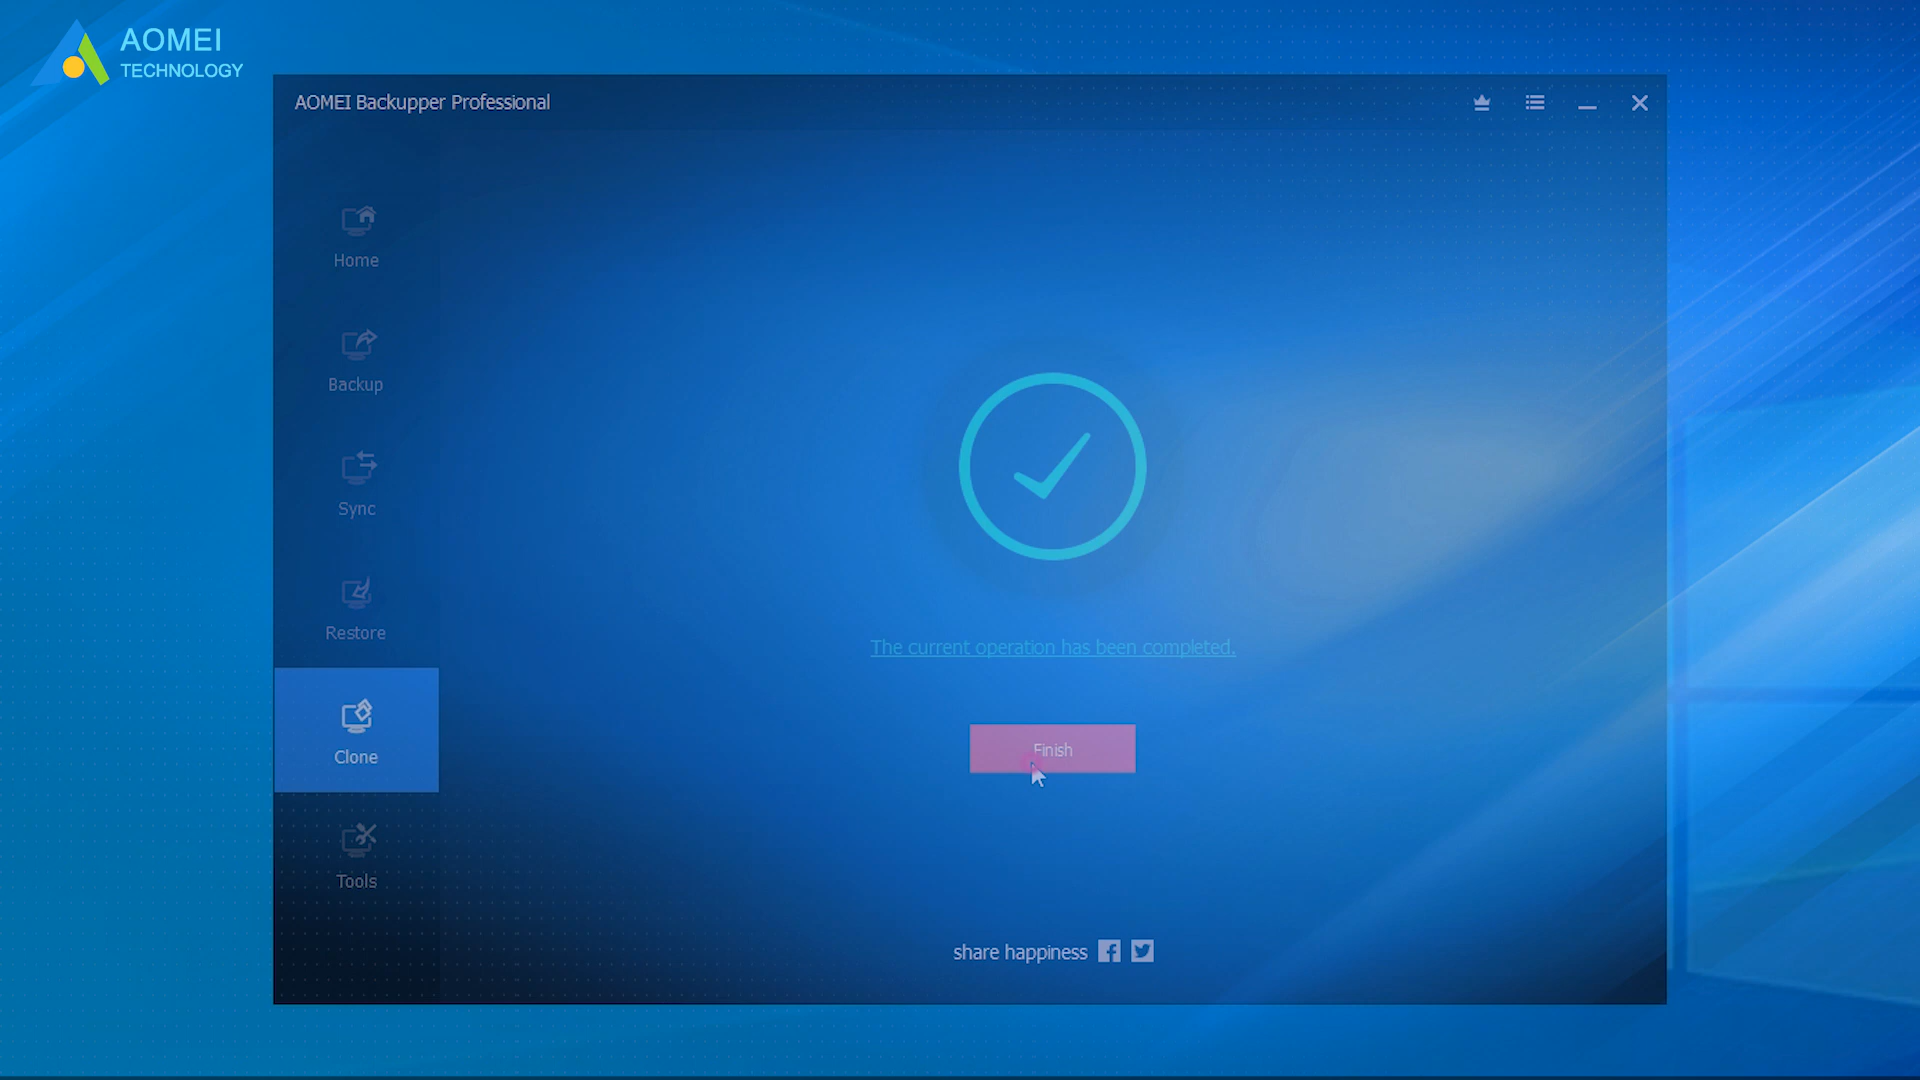 AOMEI
TECHNOLOGY
AOMEI Backupper Professional
Home
Backup
Sync
Restore
Clone
Tools
The current operation has been completed.
Finish
share happiness